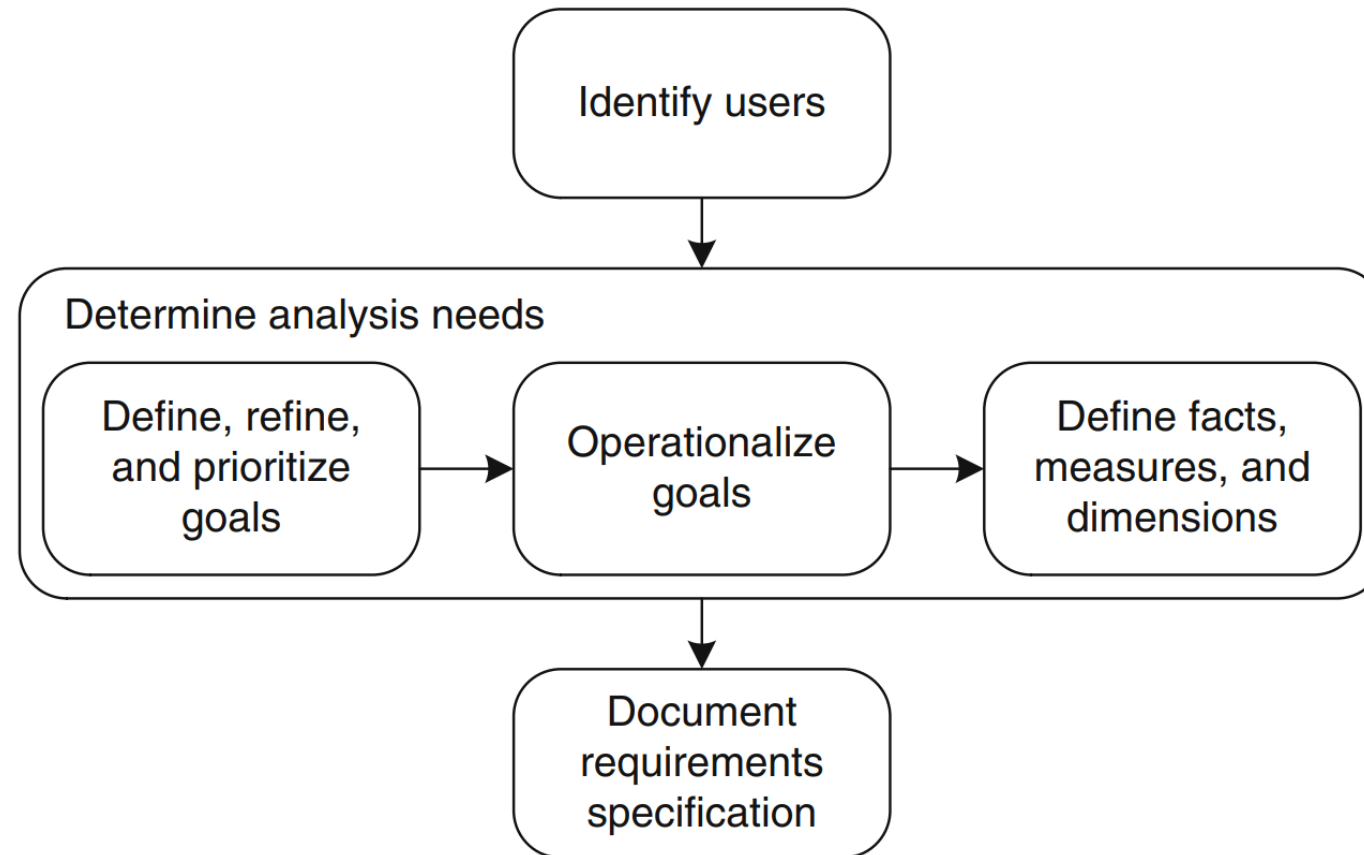 Identify users
Determine analysis needs
Define, refine,
and prioritize
goals
Operationalize
goals
Define facts,
measures, and
dimensions
Document
requirements
specification